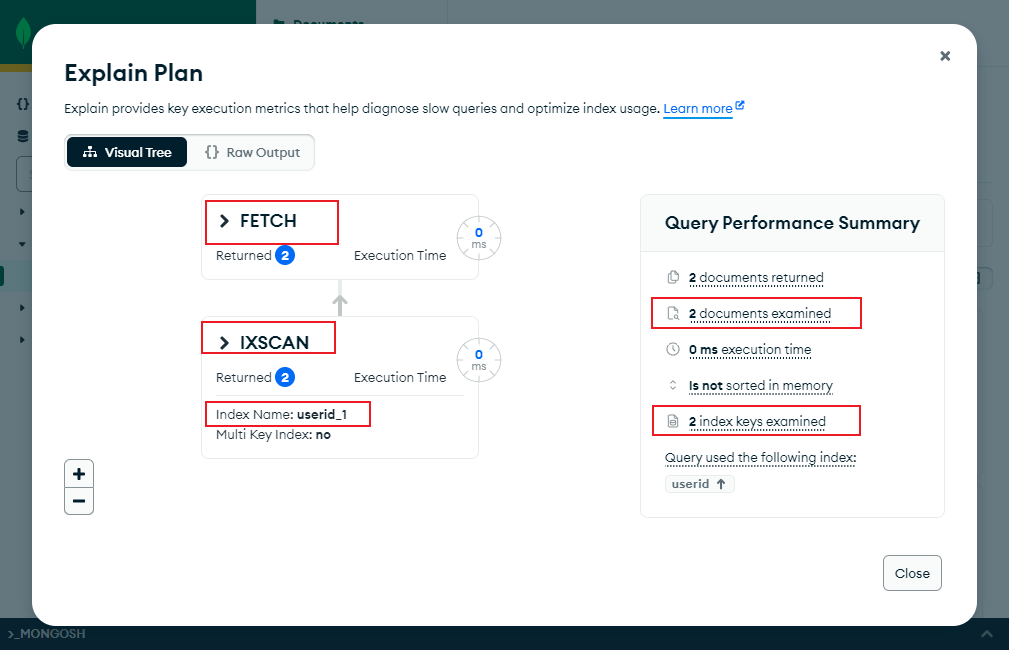 Documents
Explain Plan
Explain provides key execution metrics that help diagnose slow queries and optimize index usage. Learn more
Visual Tree
{} Raw Output
FETCH
Returned 2
Execution Time
0
ms
IXSCAN
Returned 2
Execution Time
0
ms
Index Name: userid_1
Multi Key Index: no
Query Performance Summary
2 documents returned
2 documents examined
0 ms execution time
Is not sorted in memory
2 index keys examined
Query used the following index:
userid ↑
+
−
Close
>_MONGOSH